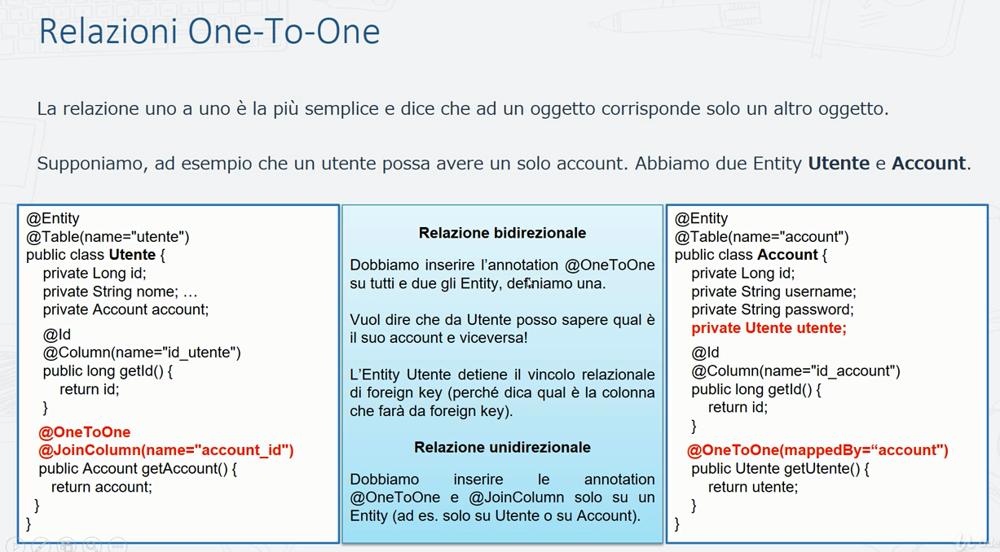 Relazioni One-To-One
La relazione uno a uno è la più semplice e dice che ad un oggetto corrisponde solo un altro oggetto.
Supponiamo, ad esempio che un utente possa avere un solo account. Abbiamo due Entity Utente e Account.
@Entity
@Table(name="utente")
public class Utente {
private Long id;
private String nome; …
private Account account;
@Id
@Column(name="id_utente")
public long getId() {
return id;
}
@OneToOne
@JoinColumn(name="account_id")
public Account getAccount() {
return account;
}
}
Relazione bidirezionale
Dobbiamo inserire l’annotation @OneToOne
su tutti e due gli Entity, definiamo una.
Vuol dire che da Utente posso sapere qual è
il suo account e viceversa!
L’Entity Utente detiene il vincolo relazionale
di foreign key (perché dica qual è la colonna
che farà da foreign key).
Relazione unidirezionale
Dobbiamo inserire le annotation
@OneToOne e @JoinColumn solo su un
Entity (ad es. solo su Utente o su Account).
@Entity
@Table(name="account")
public class Account {
private Long id;
private String username;
private String password;
private Utente utente;
@Id
@Column(name="id_account")
public long getId() {
return id;
}
@OneToOne(mappedBy=“account")
public Utente getUtente() {
return utente;
}
}